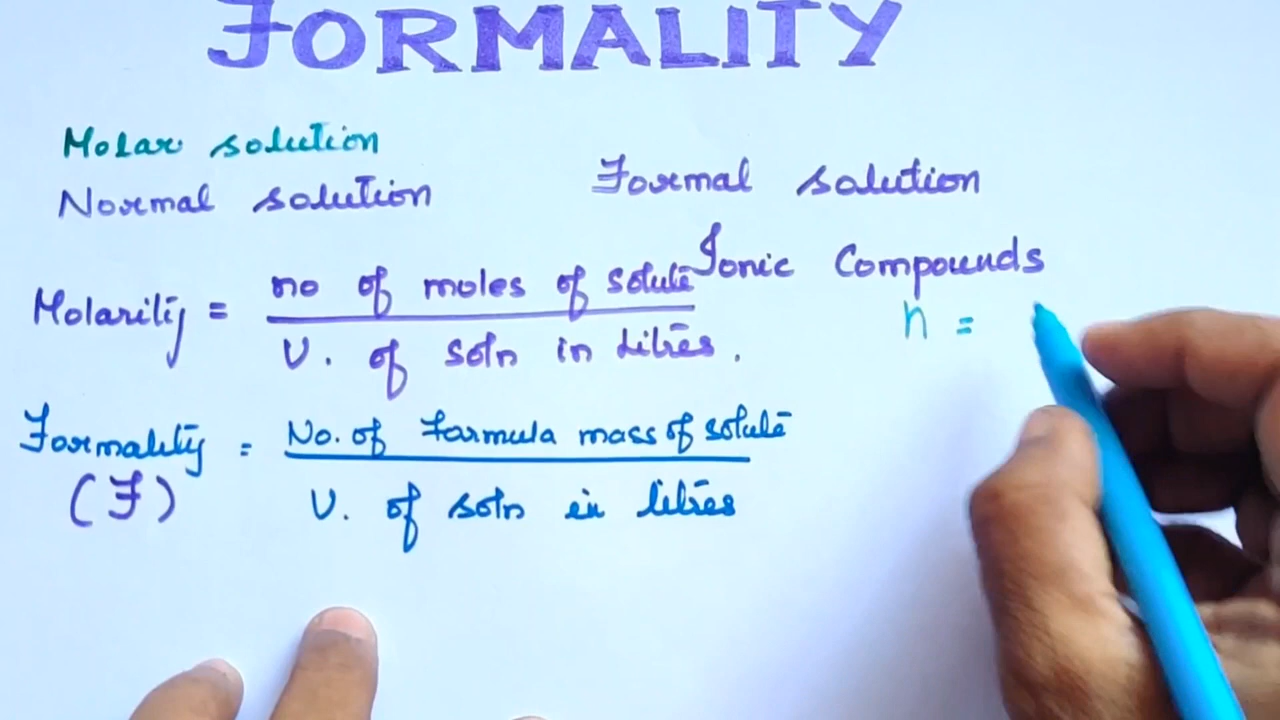 FORMALITY
Molar solution
Normal solution
Formal solution
Ionic Compounds
Molarity = no of moles of solute
V. of soln in litres.
n =
Formality = No. of Formula mass of solute
(F)
V. of soln in litres